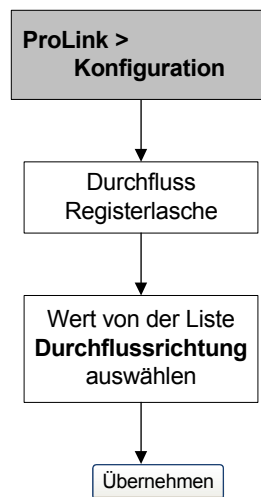 ProLink >
Konfiguration
Durchfluss
Registerlasche
Wert von der Liste
Durchflussrichtung
auswählen
Übernehmen